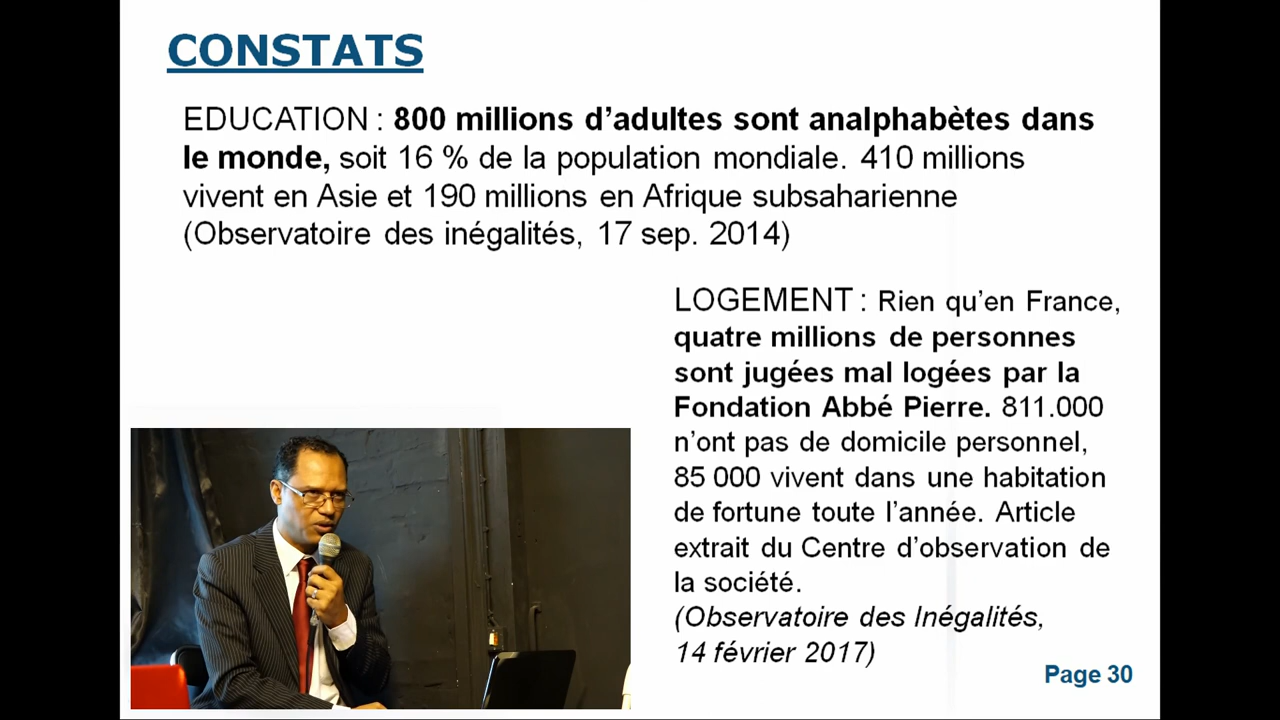 CONSTATS
EDUCATION : 800 millions d’adultes sont analphabètes dans
le monde, soit 16 % de la population mondiale. 410 millions
vivent en Asie et 190 millions en Afrique subsaharienne
(Observatoire des inégalités, 17 sep. 2014)
LOGEMENT : Rien qu’en France,
quatre millions de personnes
sont jugées mal logées par la
Fondation Abbé Pierre. 811.000
n’ont pas de domicile personnel,
85 000 vivent dans une habitation
de fortune toute l’année. Article
extrait du Centre d’observation de
la société.
(Observatoire des Inégalités,
14 février 2017)
Page 30